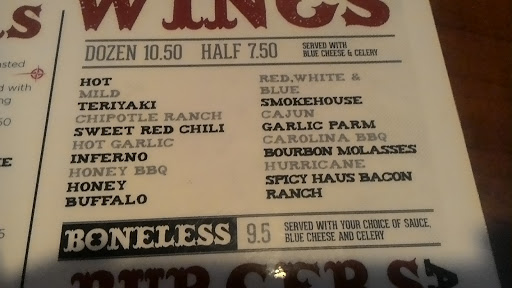 WINGS
DOZEN 10.50 HALF 7.50
SERVED WITH
BLUE CHEESE & CELERY
HOT
MILD
TERIYAKI
CHIPOTLE RANCH
SWEET RED CHILI
HOT GARLIC
INFERNO
HONEY BBQ
HONEY
BUFFALO
RED,WHITE &
BLUE
SMOKEHOUSE
CAJUN
GARLIC PARM
CAROLINA BBQ
BOURBON MOLASSES
HURRICANE
SPICY HAUS BACON
RANCH
BONELESS 9.5
SERVED WITH YOUR CHOICE OF SAUCE,
BLUE CHEESE AND CELERY
BURGERS